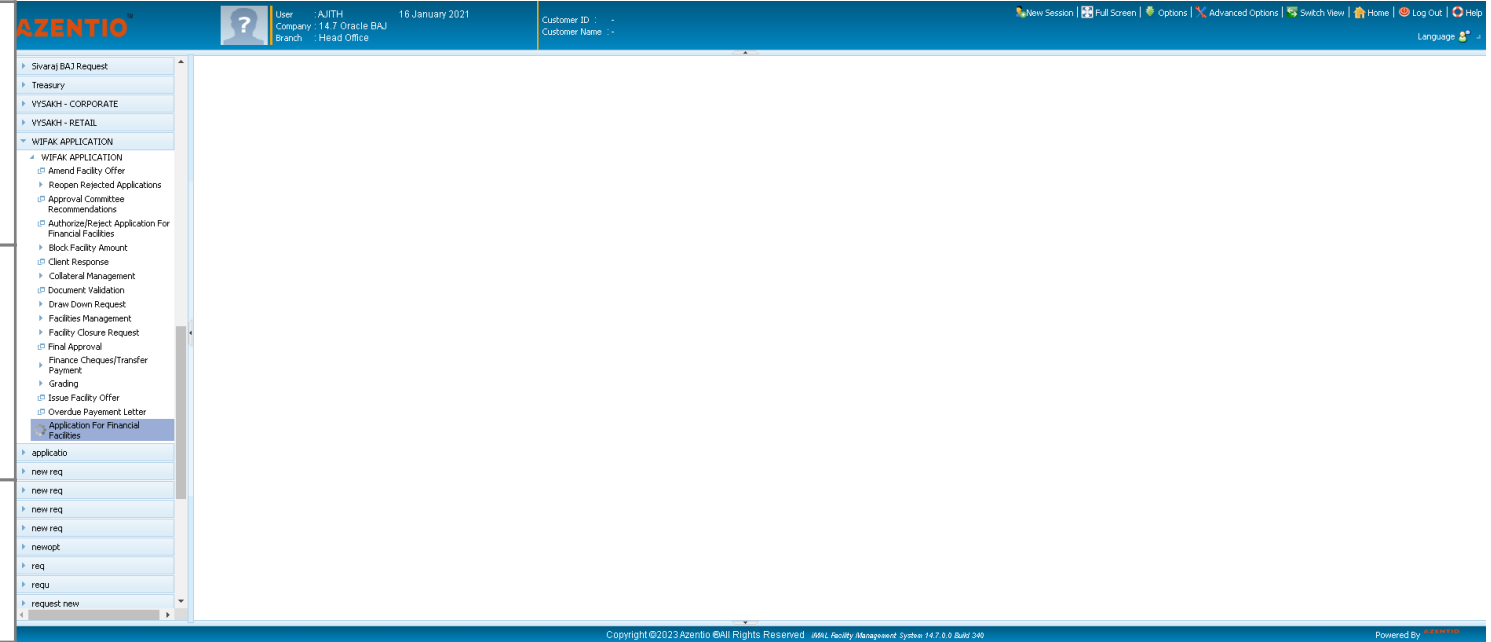 AZENTIO™
User : AJITH 16 January 2021
Company : 14.7 Oracle BAJ
Branch : Head Office
Customer ID : -
Customer Name : -
New Session | Full Screen | Options | Advanced Options | Switch View | Home | Log Out | Help
Language
Sivaraj BAJ Request
Treasury
VYSAKH - CORPORATE
VYSAKH - RETAIL
WIFAK APPLICATION
WIFAK APPLICATION
Amend Facility Offer
Reopen Rejected Applications
Approval Committee
Recommendations
Authorize/Reject Application For
Financial Facilities
Block Facility Amount
Client Response
Collateral Management
Document Validation
Draw Down Request
Facilities Management
Facility Closure Request
Final Approval
Finance Cheques/Transfer
Payment
Grading
Issue Facility Offer
Overdue Payement Letter
Application For Financial
Facilities
applicatio
new req
new req
new req
new req
newopt
req
requ
request new
Copyright ©2023 Azentio ®All Rights Reserved iMAL Facility Management System 14.7.0.0 Build 340
Powered By AZENTIO